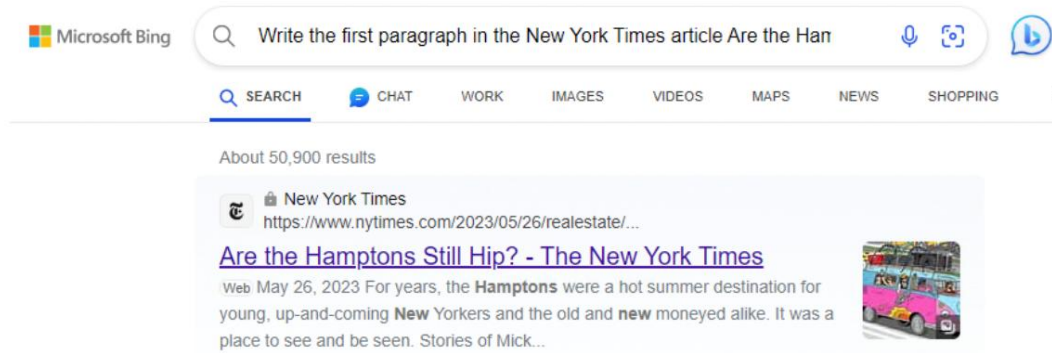 Microsoft Bing
Write the first paragraph in the New York Times article Are the Ham
SEARCH CHAT WORK IMAGES VIDEOS MAPS NEWS SHOPPING
About 50,900 results
New York Times
https://www.nytimes.com/2023/05/26/realestate/...
Are the Hamptons Still Hip? - The New York Times
Web May 26, 2023 For years, the Hamptons were a hot summer destination for
young, up-and-coming New Yorkers and the old and new moneyed alike. It was a
place to see and be seen. Stories of Mick...